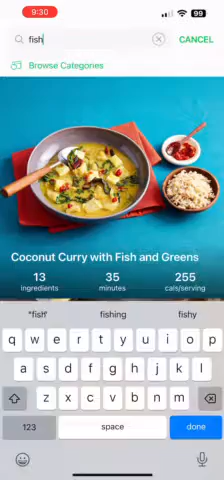 9:30
99
fish
CANCEL
Browse Categories
Coconut Curry with Fish and Greens
13 35 255
ingredients minutes cals/serving
"fish" fishing fishy
q w e r t y u i o p
a s d f g h j k l
z x c v b n m
123 space done